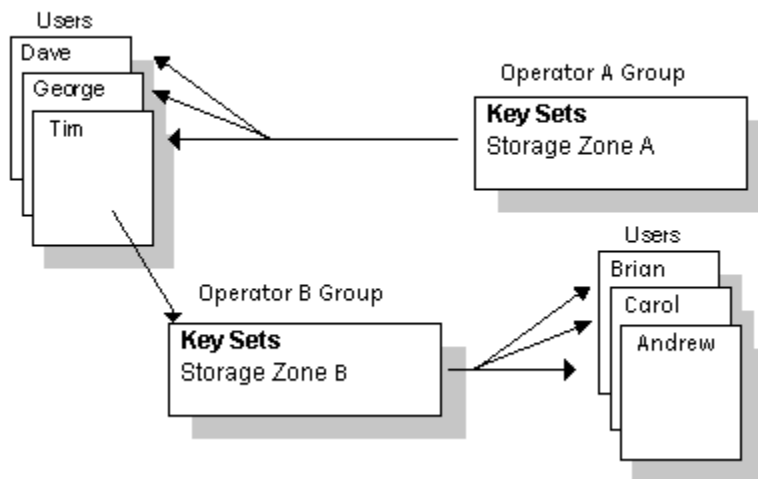 Users
Dave
George
Tim
Operator A Group
Key Sets
Storage Zone A
Operator B Group
Key Sets
Storage Zone B
Users
Brian
Carol
Andrew